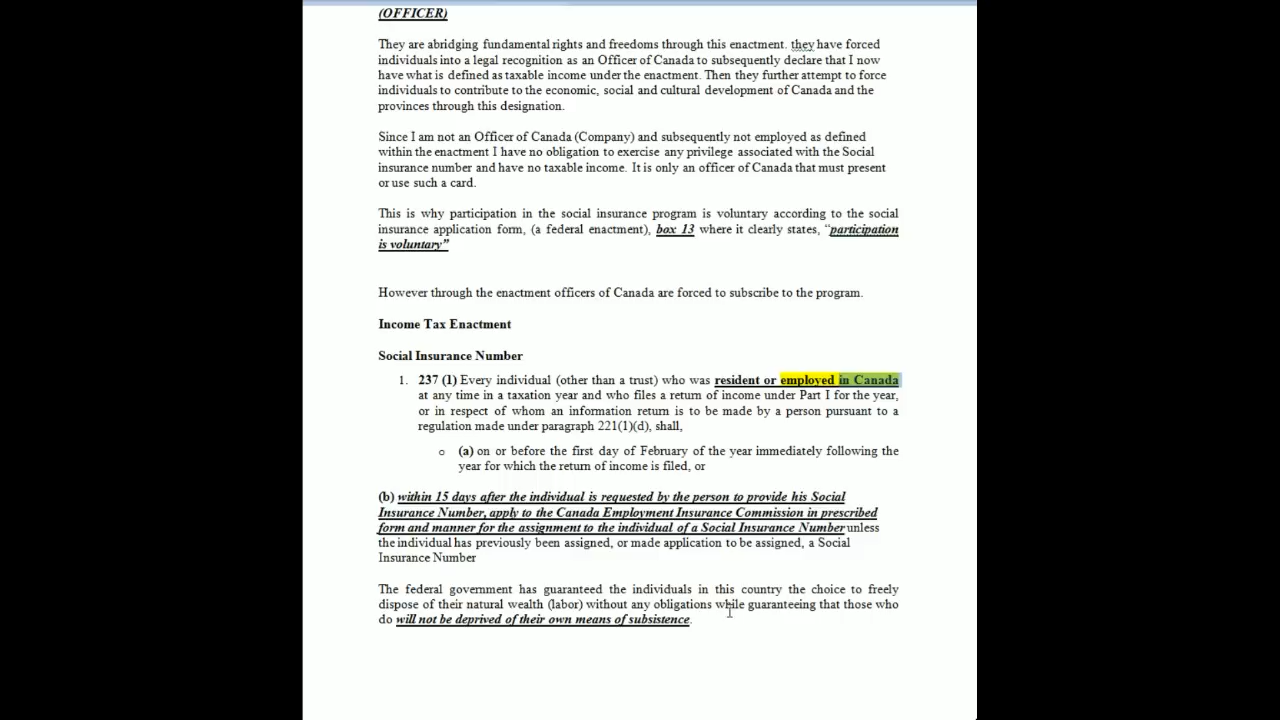 (OFFICER)
They are abridging fundamental rights and freedoms through this enactment. they have forced
individuals into a legal recognition as an Officer of Canada to subsequently declare that I now
have what is defined as taxable income under the enactment. Then they further attempt to force
individuals to contribute to the economic, social and cultural development of Canada and the
provinces through this designation.
Since I am not an Officer of Canada (Company) and subsequently not employed as defined
within the enactment I have no obligation to exercise any privilege associated with the Social
insurance number and have no taxable income. It is only an officer of Canada that must present
or use such a card.
This is why participation in the social insurance program is voluntary according to the social
insurance application form, (a federal enactment), box 13 where it clearly states, “participation
is voluntary”
However through the enactment officers of Canada are forced to subscribe to the program.
Income Tax Enactment
Social Insurance Number
1. 237 (1) Every individual (other than a trust) who was resident or employed in Canada
at any time in a taxation year and who files a return of income under Part I for the year,
or in respect of whom an information return is to be made by a person pursuant to a
regulation made under paragraph 221(1)(d), shall,
o (a) on or before the first day of February of the year immediately following the
year for which the return of income is filed, or
(b) within 15 days after the individual is requested by the person to provide his Social
Insurance Number, apply to the Canada Employment Insurance Commission in prescribed
form and manner for the assignment to the individual of a Social Insurance Number unless
the individual has previously been assigned, or made application to be assigned, a Social
Insurance Number
The federal government has guaranteed the individuals in this country the choice to freely
dispose of their natural wealth (labor) without any obligations while guaranteeing that those who
do will not be deprived of their own means of subsistence.